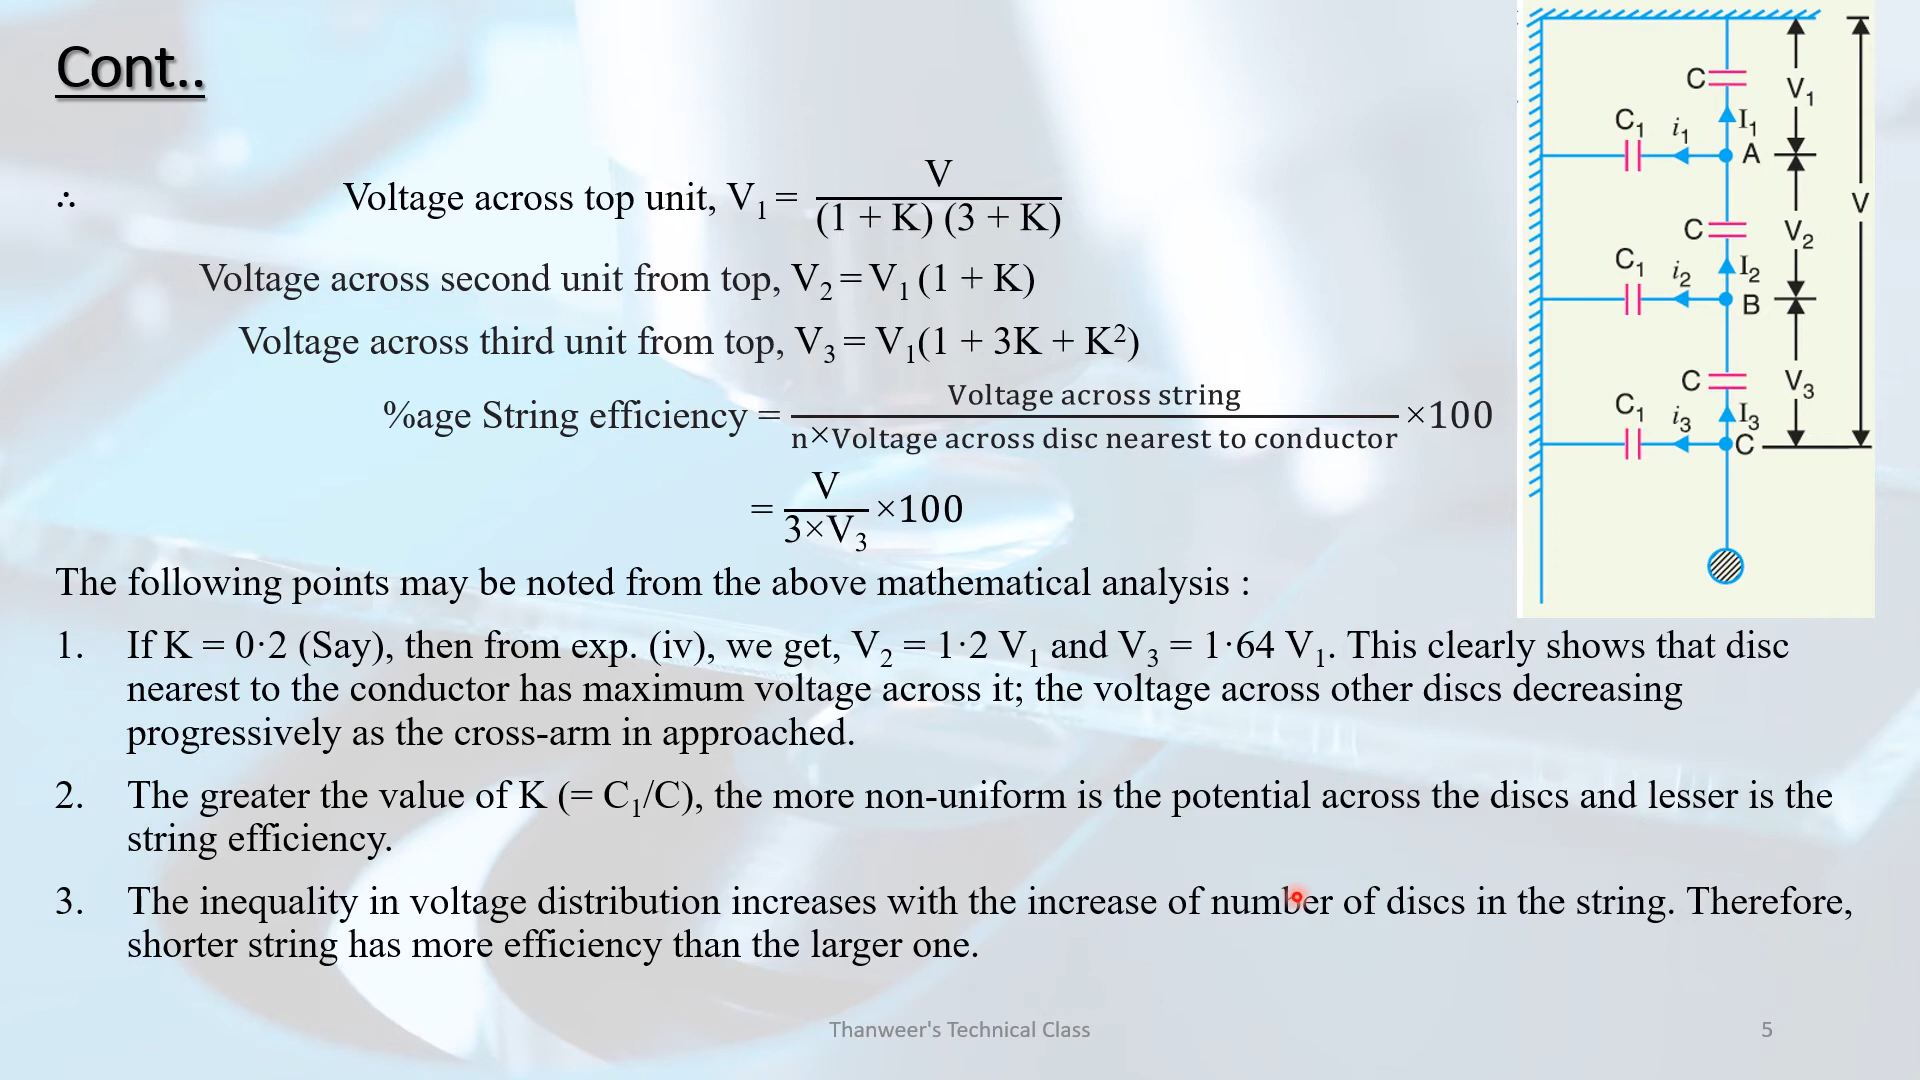 Cont..
∴ Voltage across top unit, V₁ = V / (1 + K) (3 + K)
Voltage across second unit from top, V₂ = V₁ (1 + K)
Voltage across third unit from top, V₃ = V₁(1 + 3K + K²)
%age String efficiency = Voltage across string / n×Voltage across disc nearest to conductor ×100
= V / 3×V₃ ×100
The following points may be noted from the above mathematical analysis :
1. If K = 0·2 (Say), then from exp. (iv), we get, V₂ = 1·2 V₁ and V₃ = 1·64 V₁. This clearly shows that disc
nearest to the conductor has maximum voltage across it; the voltage across other discs decreasing
progressively as the cross-arm in approached.
2. The greater the value of K (= C₁/C), the more non-uniform is the potential across the discs and lesser is the
string efficiency.
3. The inequality in voltage distribution increases with the increase of number of discs in the string. Therefore,
shorter string has more efficiency than the larger one.
C V₁
C₁ i₁ I₁
A
V
C V₂
C₁ i₂ I₂
B
C V₃
C₁ i₃ I₃
C
Thanweer's Technical Class
5